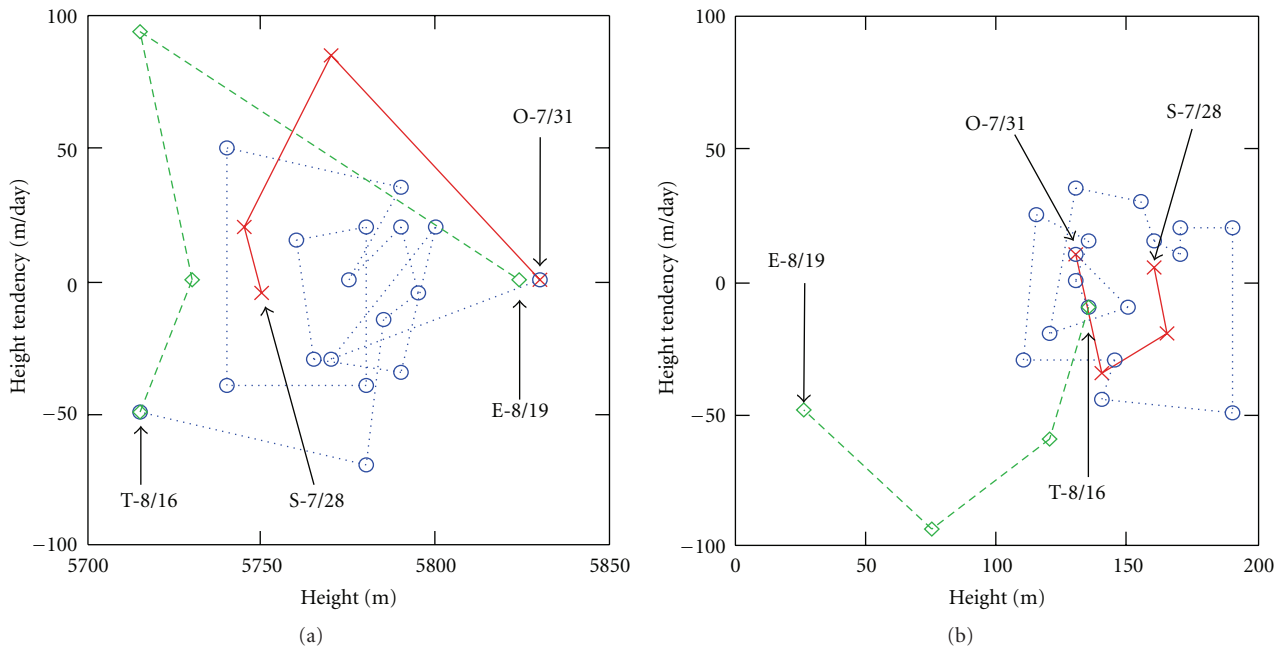 100
50
0
−50
−100
Height tendency (m/day)
O-7/31
E-8/19
T-8/16
S-7/28
5700
5750
5800
5850
Height (m)
(a)
100
50
0
−50
−100
Height tendency (m/day)
O-7/31
S-7/28
E-8/19
T-8/16
0
50
100
150
200
Height (m)
(b)